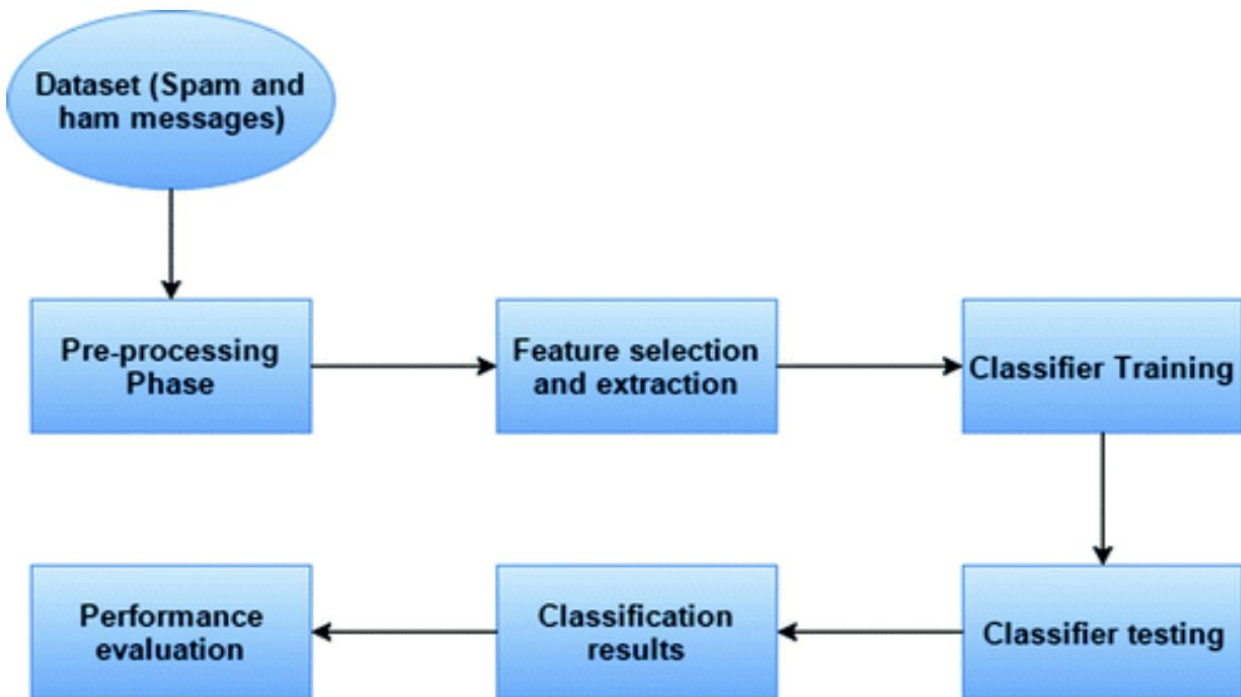 Dataset (Spam and
ham messages)
Pre-processing
Phase
Feature selection
and extraction
Classifier Training
Performance
evaluation
Classification
results
Classifier testing